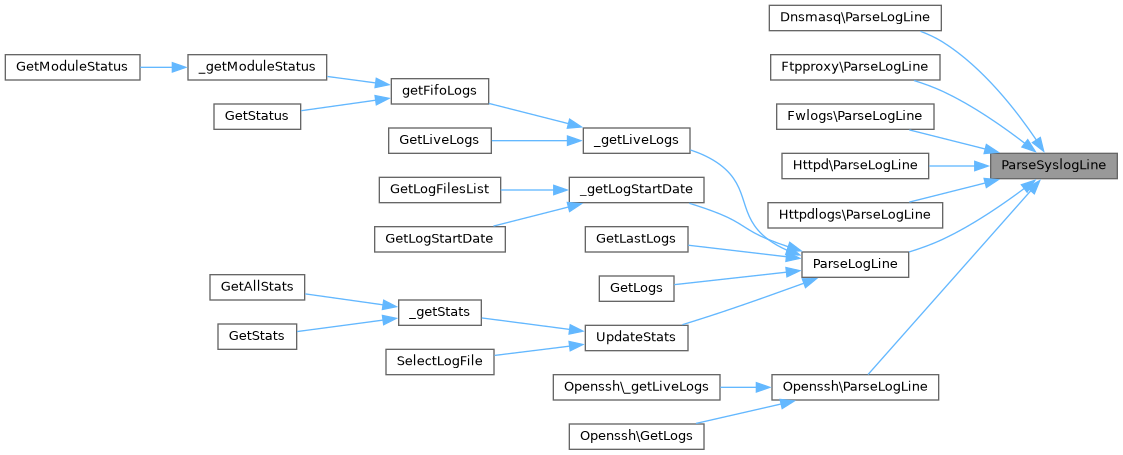 Dnsmasq\ParseLogLine
Ftpproxy\ParseLogLine
GetModuleStatus
_getModuleStatus
getFifoLogs
GetStatus
Fwlogs\ParseLogLine
GetLiveLogs
_getLiveLogs
Httpd\ParseLogLine
ParseSyslogLine
GetLogFilesList
_getLogStartDate
Httpdlogs\ParseLogLine
GetLogStartDate
GetLastLogs
ParseLogLine
GetAllStats
GetLogs
_getStats
GetStats
UpdateStats
SelectLogFile
Openssh\_getLiveLogs
Openssh\ParseLogLine
Openssh\GetLogs